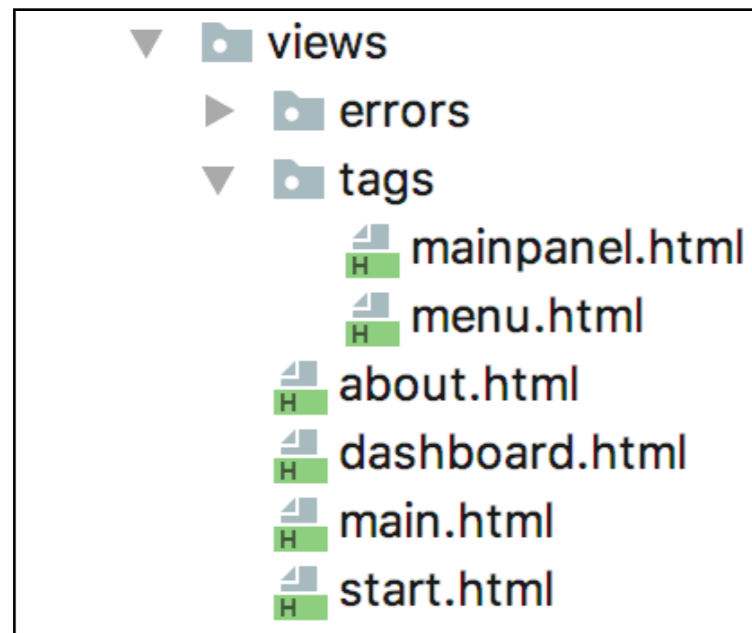 views
errors
tags
H mainpanel.html
H menu.html
H about.html
H dashboard.html
H main.html
H start.html